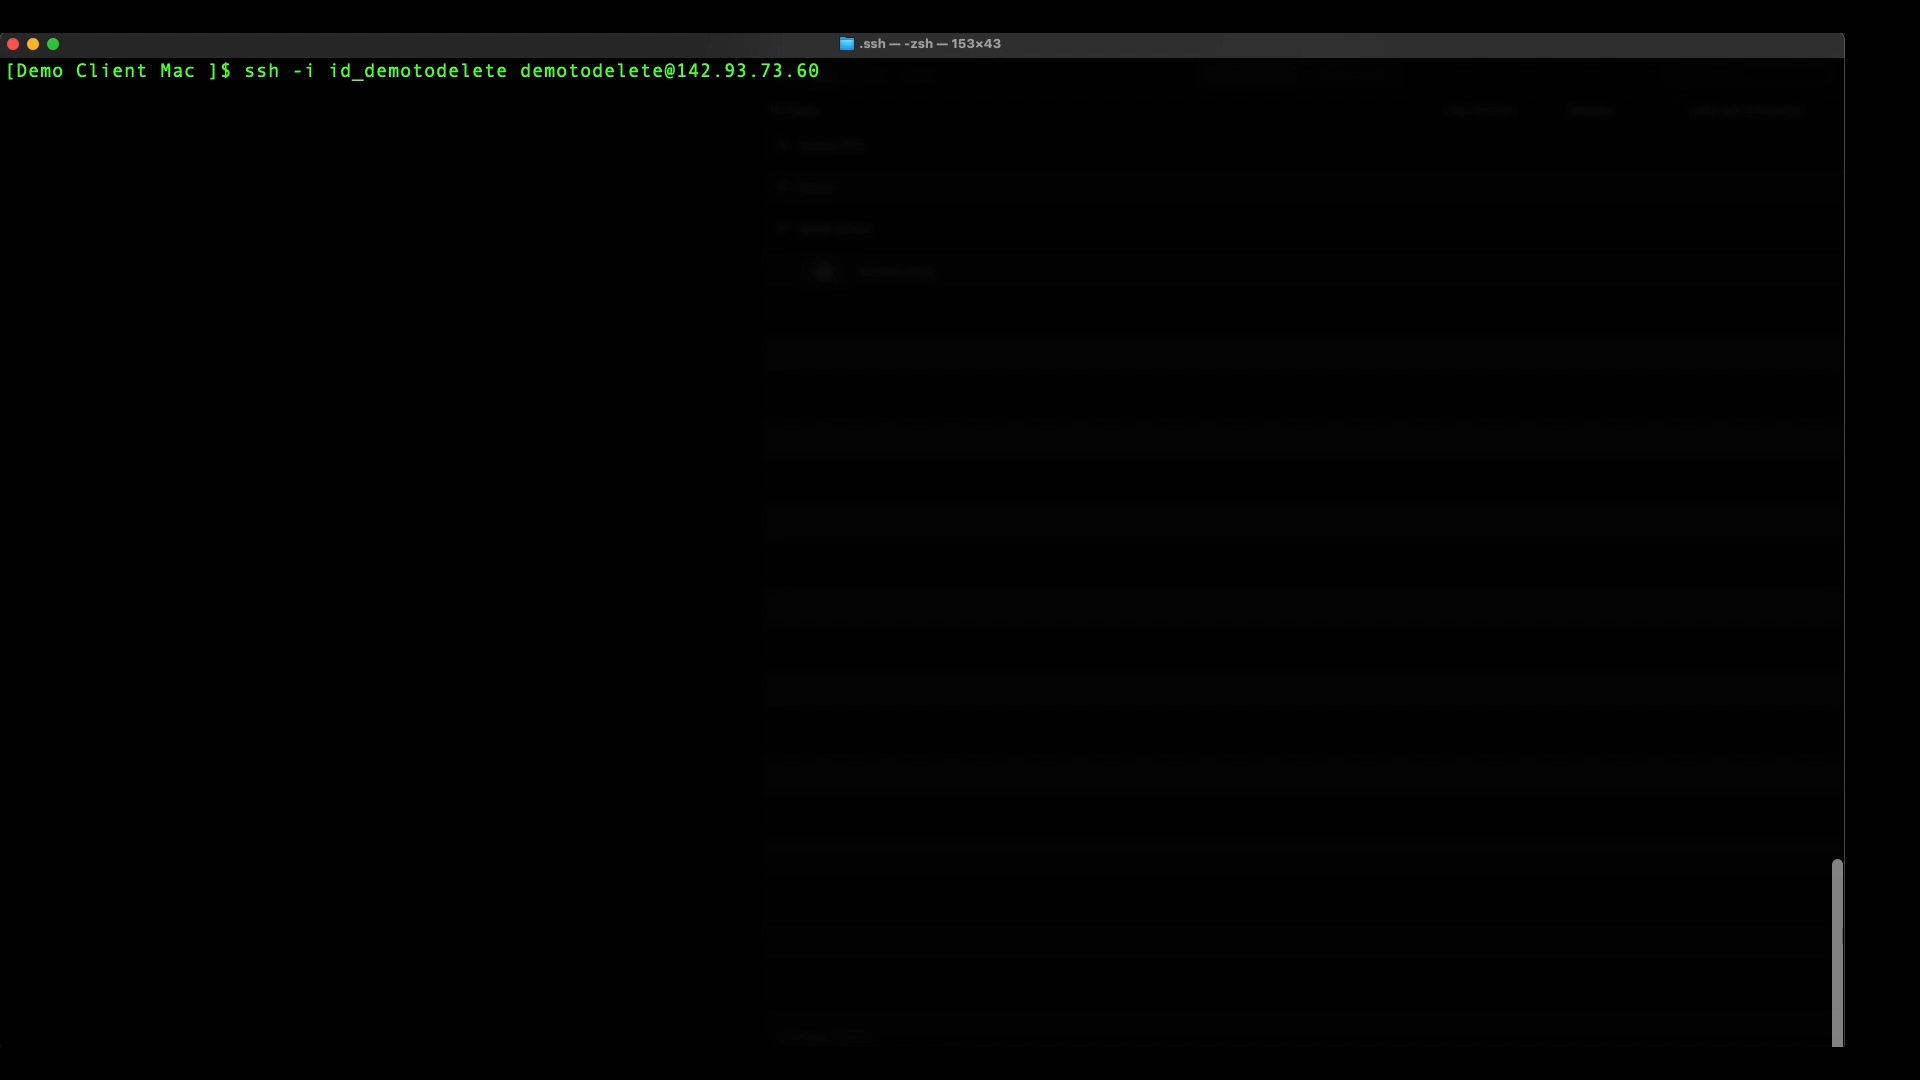 .ssh — -zsh — 153×43
[Demo Client Mac ]$ ssh -i id_demotodelete demotodelete@142.93.73.60